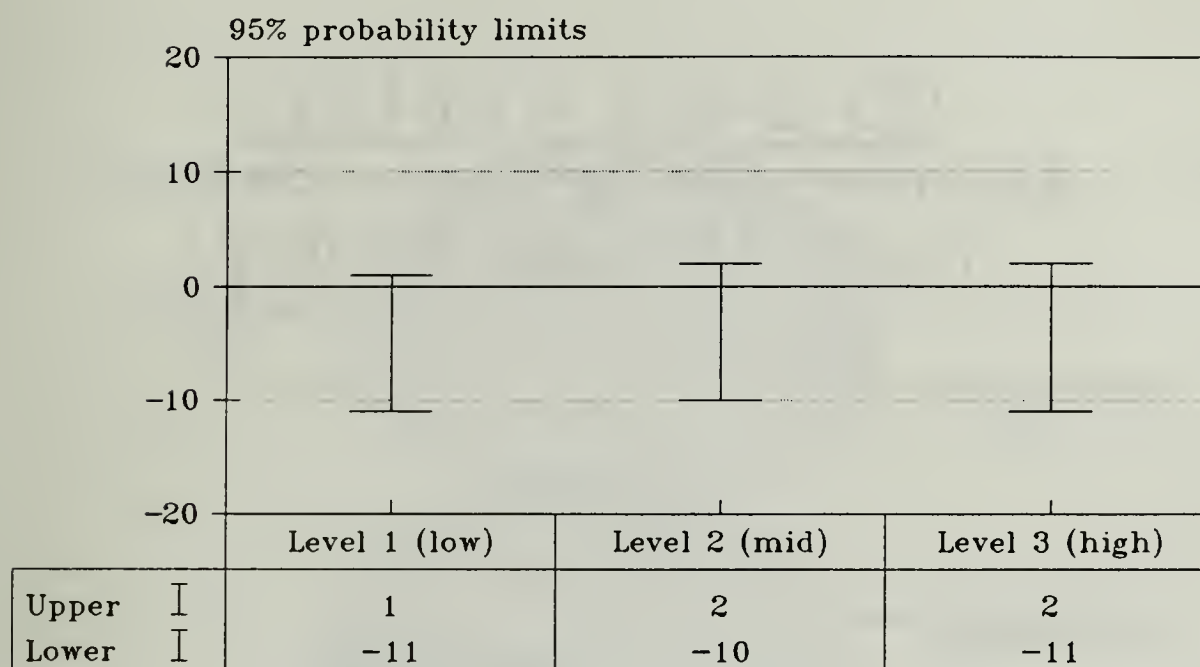 95% probability limits
20
10
0
−10
−20
Level 1 (low) Level 2 (mid) Level 3 (high)
Upper 1 2 2
Lower −11 −10 −11